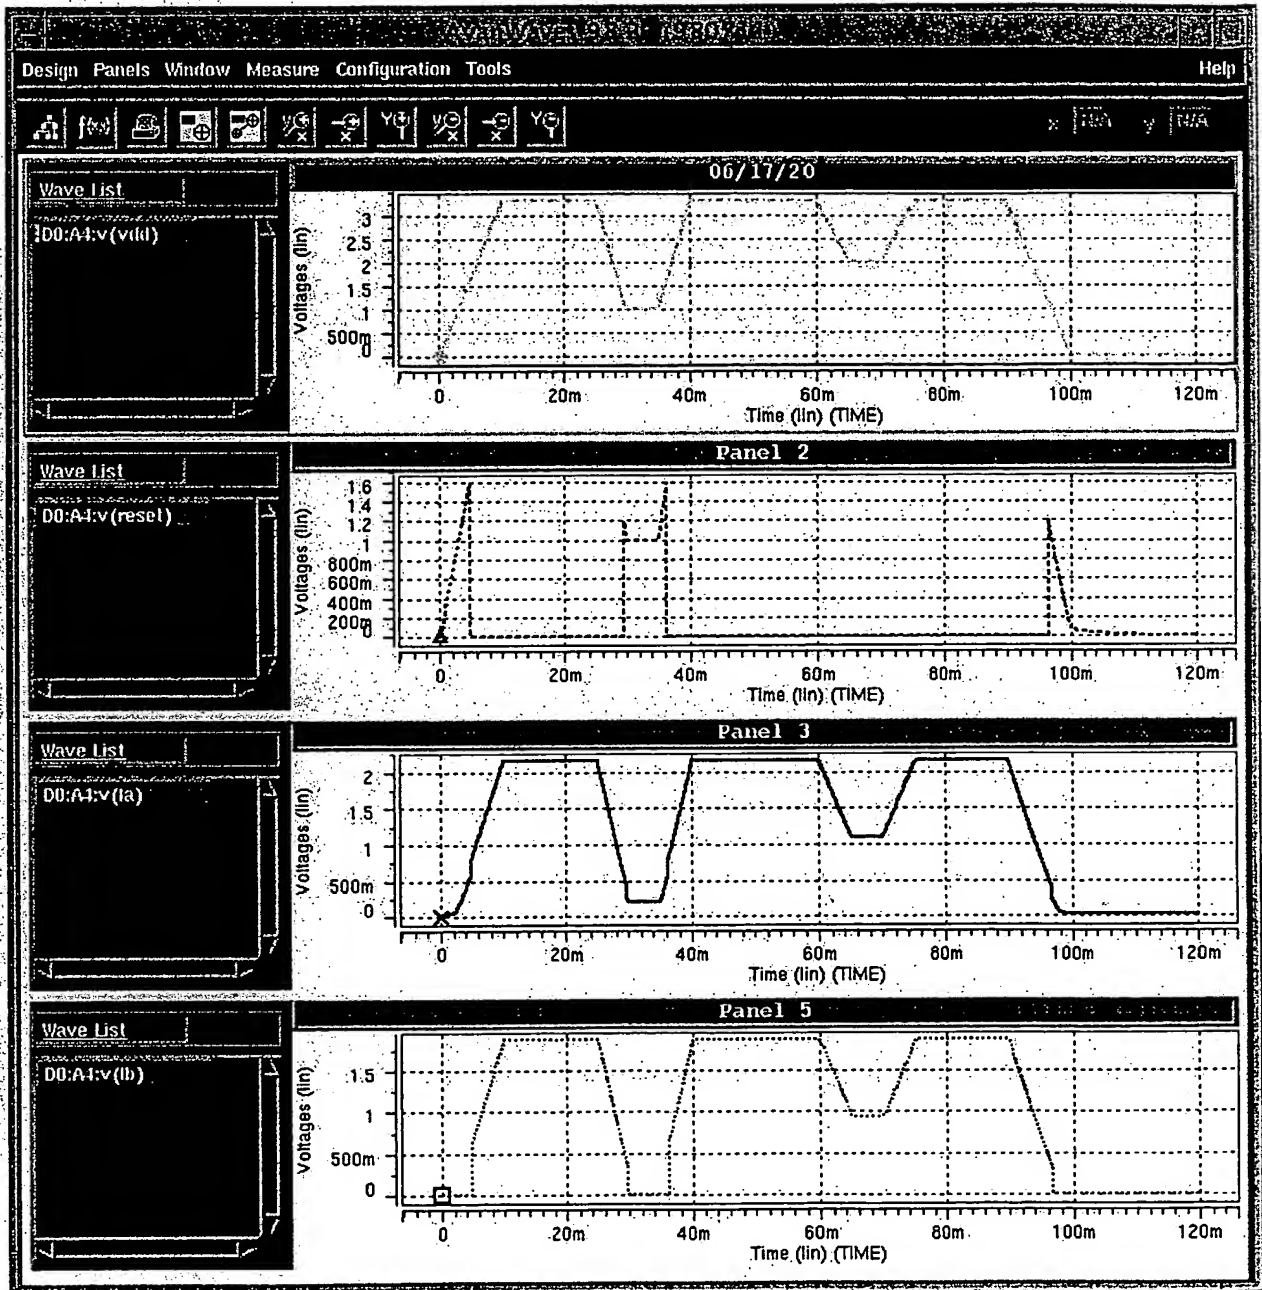 Design Panels Window Measure Configuration Tools Help
f(x)
x N/A y N/A
06/17/20
Wave List
D0:A4:v(vdd)
Voltages (lin)
3
2.5
2
1.5
1
500m
0
0 20m 40m 60m 80m 100m 120m
Time (lin) (TIME)
Panel 2
Wave List
D0:A4:v(reset)
Voltages (lin)
1.6
1.4
1.2
1
800m
600m
400m
200m
0
0 20m 40m 60m 80m 100m 120m
Time (lin) (TIME)
Panel 3
Wave List
D0:A4:v(ia)
Voltages (lin)
2
1.5
1
500m
0
0 20m 40m 60m 80m 100m 120m
Time (lin) (TIME)
Panel 5
Wave List
D0:A4:v(ib)
Voltages (lin)
1.5
1
500m
0
0 20m 40m 60m 80m 100m 120m
Time (lin) (TIME)